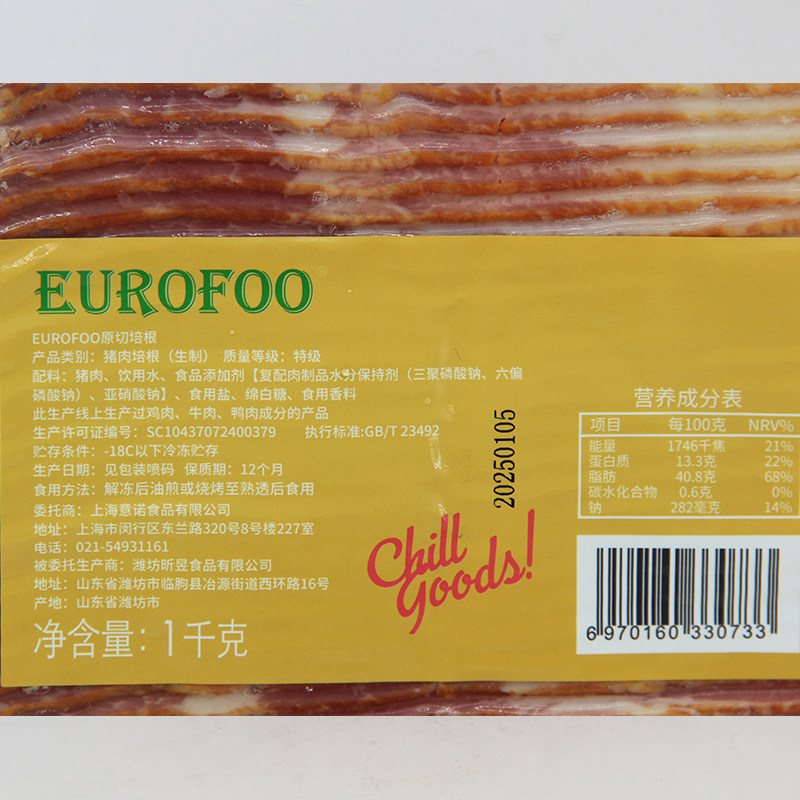 EUROFOO
EUROFOO原切培根
产品类别：猪肉培根（生制） 质量等级：特级
配料：猪肉、饮用水、食品添加剂【复配肉制品水分保持剂（三聚磷酸钠、六偏
磷酸钠）、亚硝酸钠】、食用盐、绵白糖、食用香料
此生产线上生产过鸡肉、牛肉、鸭肉成分的产品
生产许可证编号：SC10437072400379 执行标准:GB/T 23492
贮存条件：-18C以下冷冻贮存
生产日期：见包装喷码 保质期：12个月
食用方法：解冻后油煎或烧烤至熟透后食用
委托商：上海意诺食品有限公司
地址：上海市闵行区东兰路320号8号楼227室
电话：021-54931161
被委托生产商：潍坊昕昱食品有限公司
地址：山东省潍坊市临朐县冶源街道西环路16号
产地：山东省潍坊市
净含量：1千克
20250105
Chill
Goods!
营养成分表
项目 每100克 NRV%
能量 1746千焦 21%
蛋白质 13.3克 22%
脂肪 40.8克 68%
碳水化合物 0.6克 0%
钠 282毫克 14%
6 970160 330733